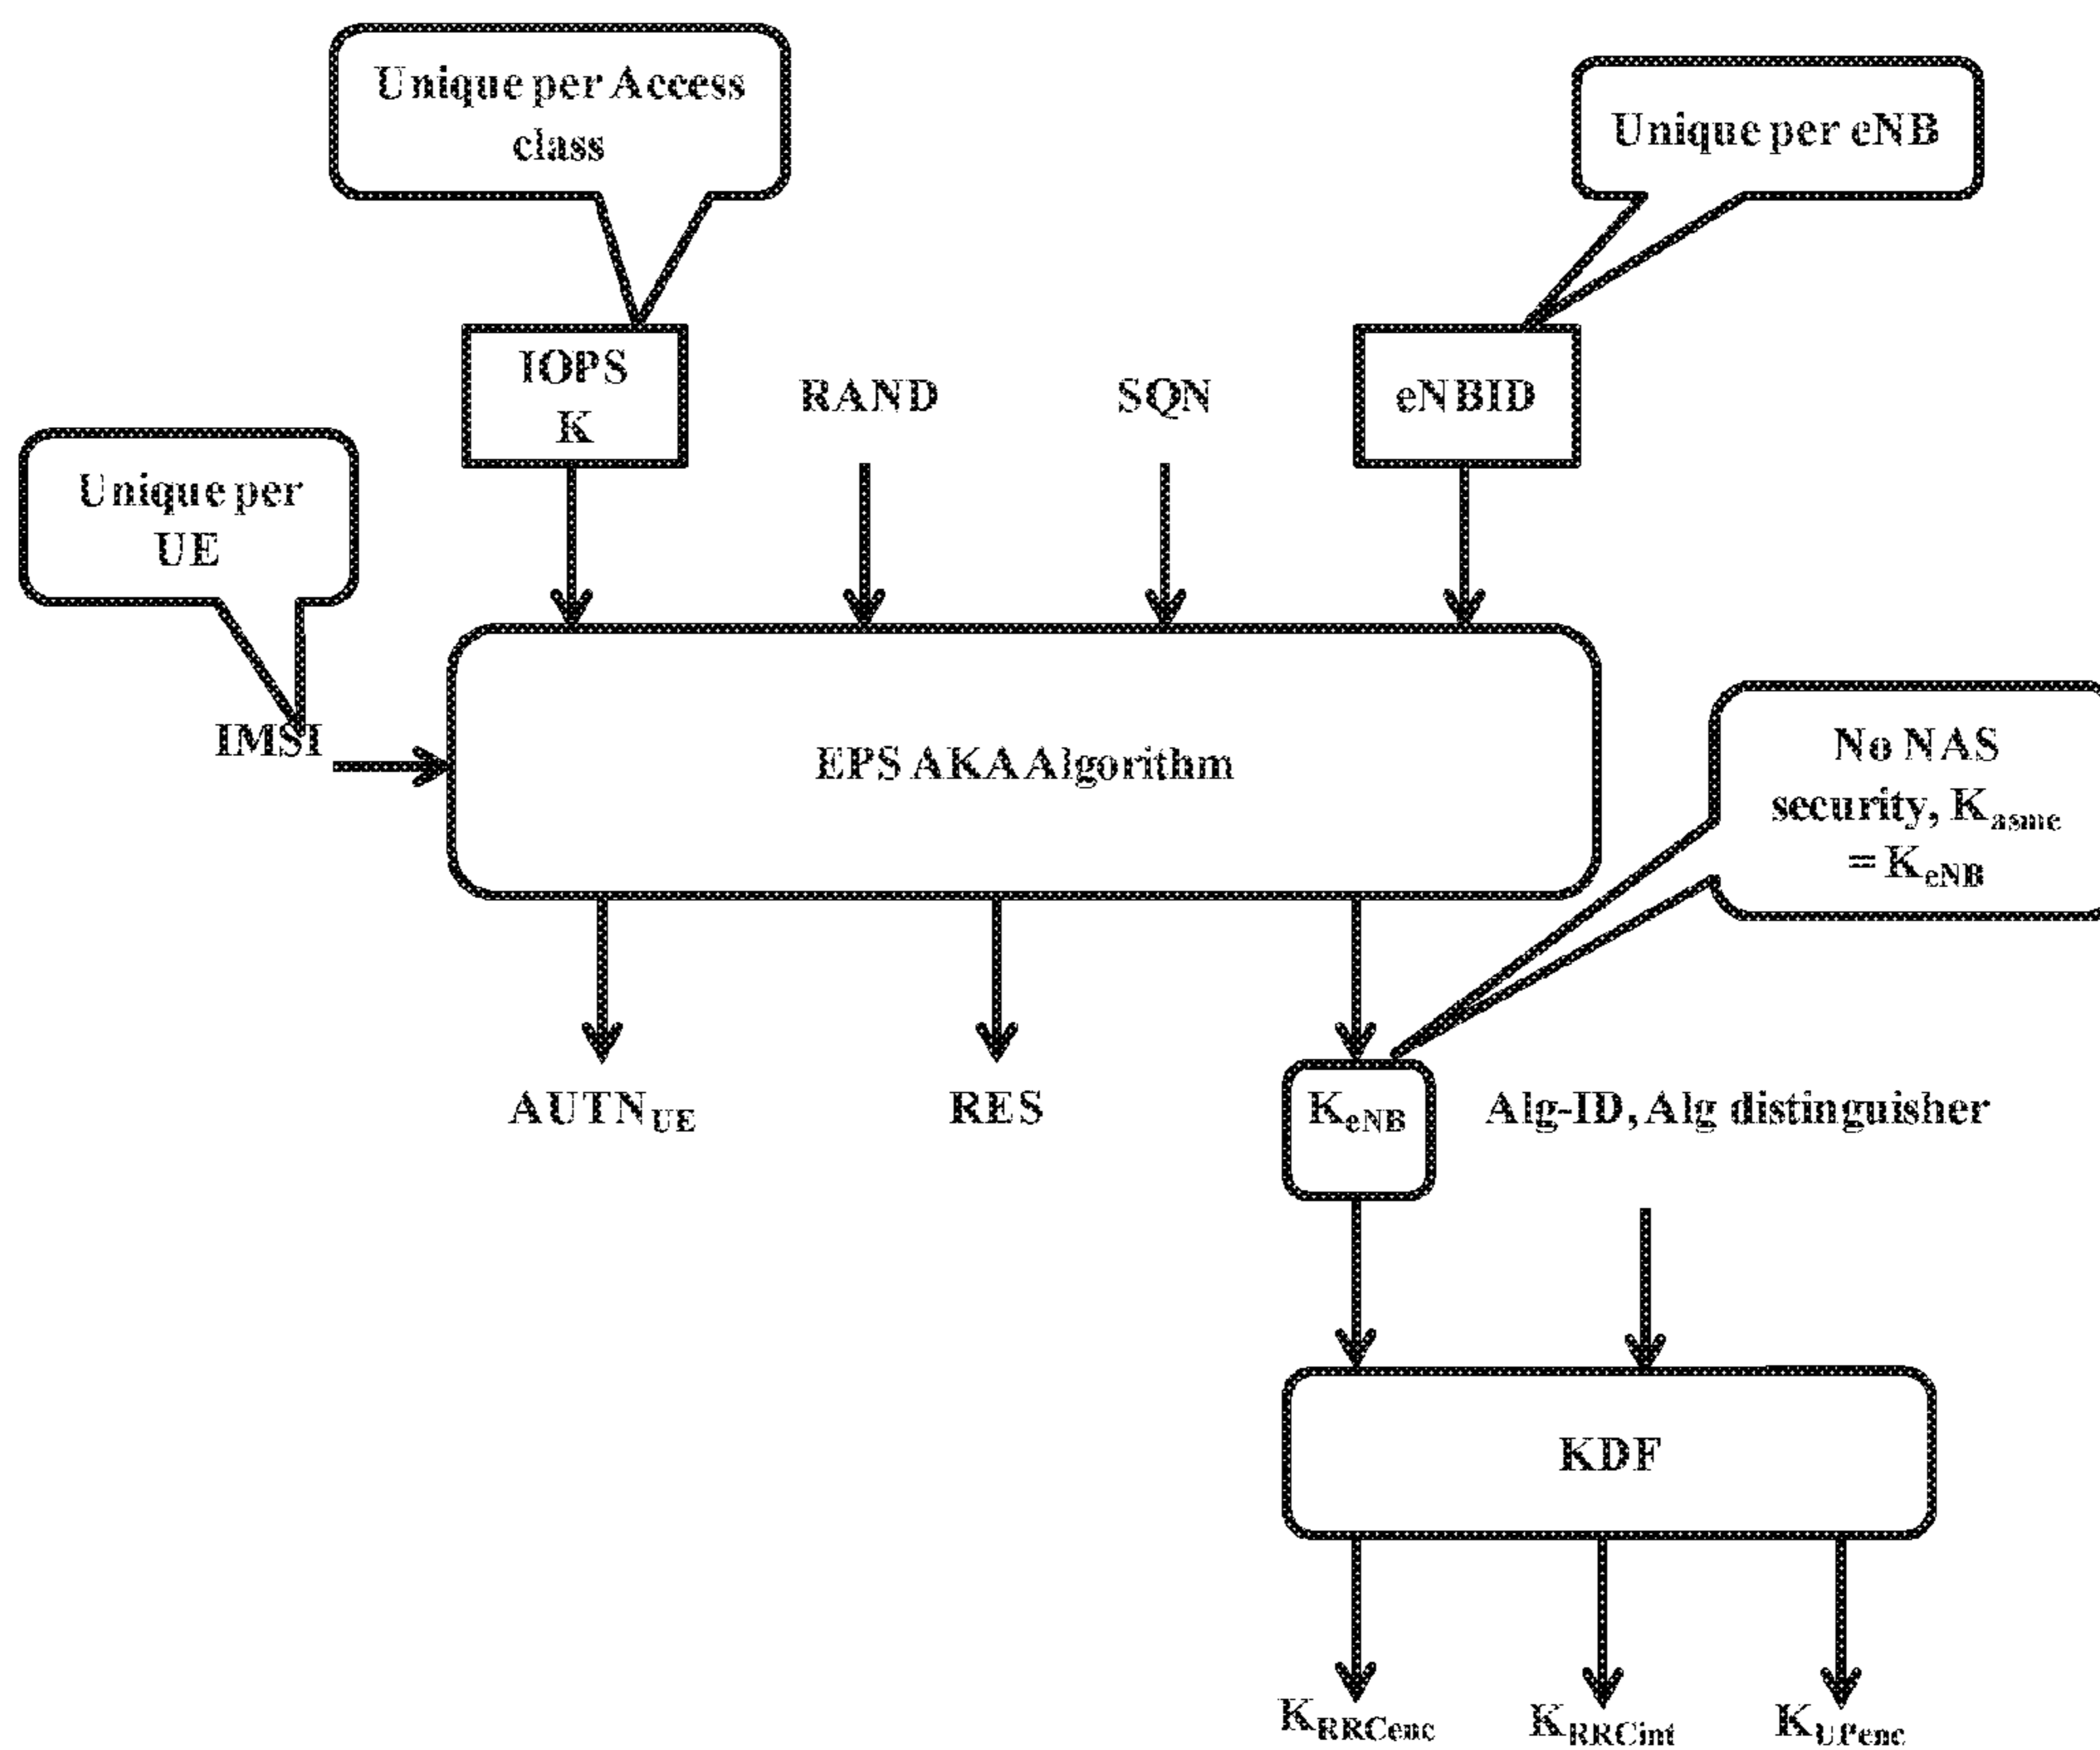 Unique per Access
class
Unique per eNB
IOPS
K
RAND
SQN
eNBID
Unique per
UE
IMSI
EPS AKA Algorithm
No NAS
security, Kasme
= KeNB
AUTNUE
RES
KeNB
Alg-ID, Alg distinguisher
KDF
KRRCenc
KRRCint
KUPenc